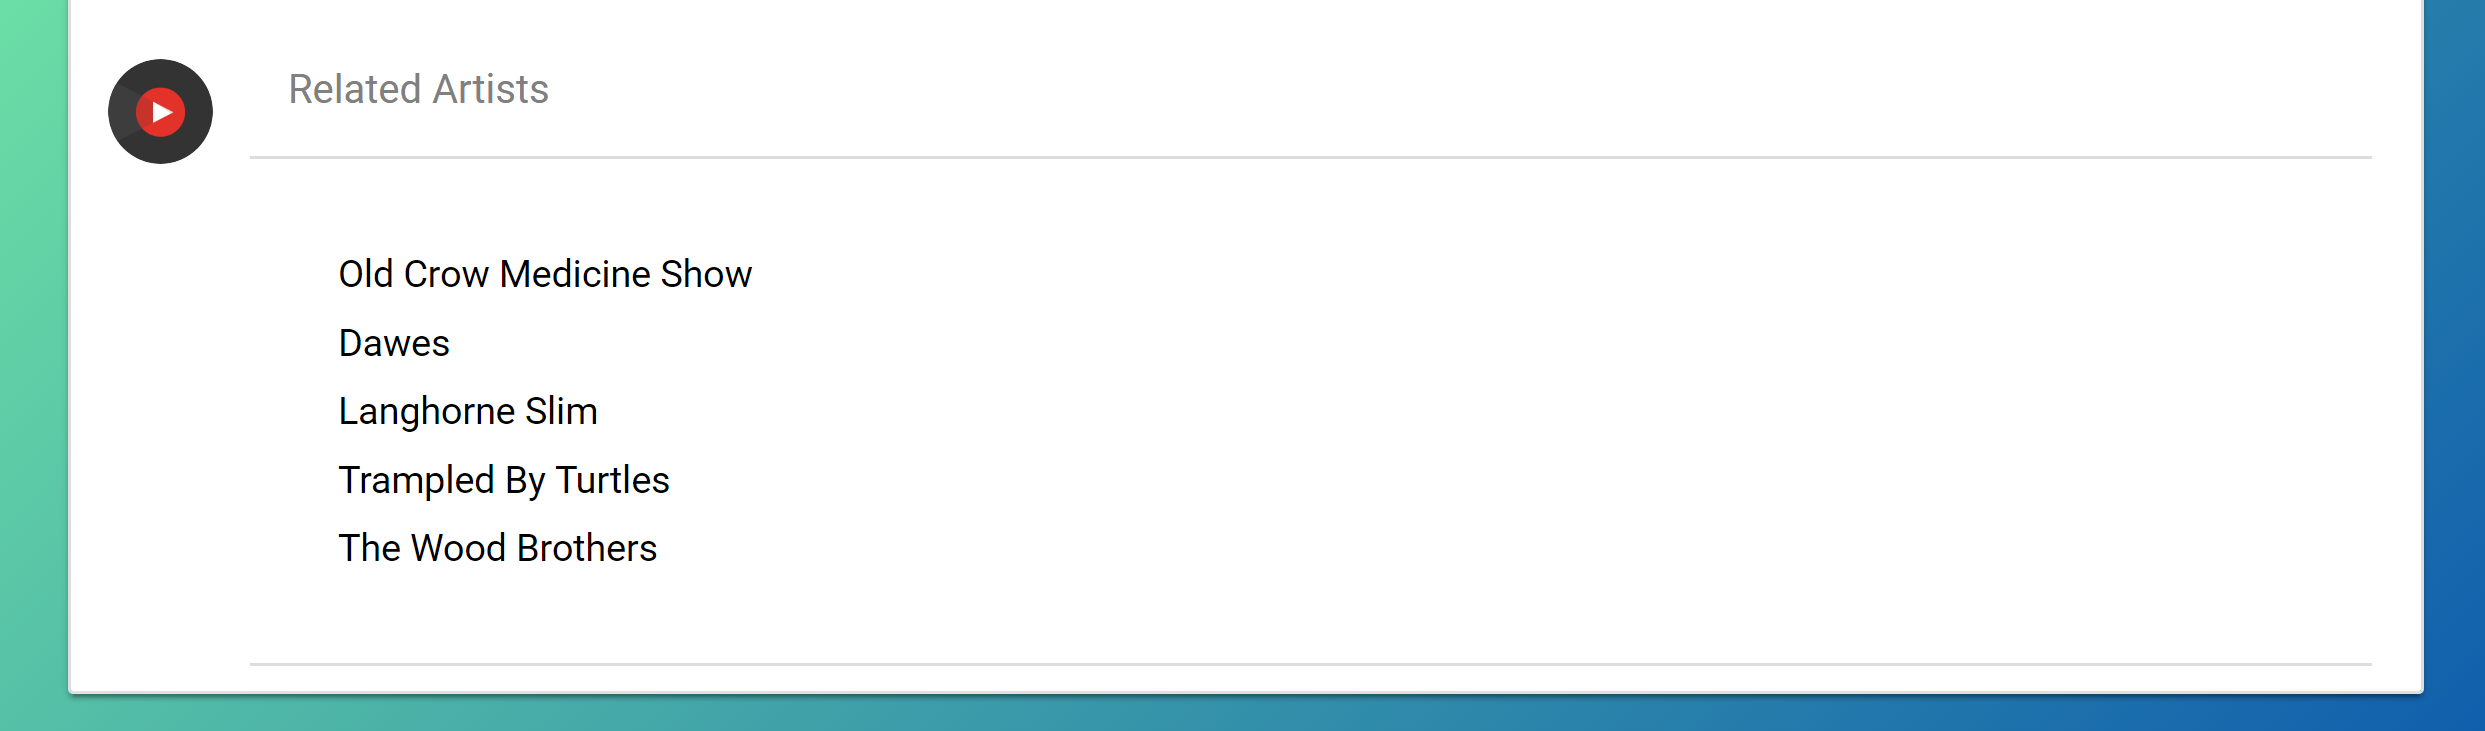 Related Artists
Old Crow Medicine Show
Dawes
Langhorne Slim
Trampled By Turtles
The Wood Brothers